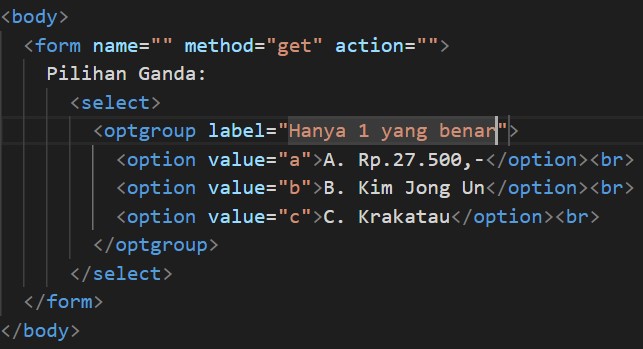 <body>
<form name="" method="get" action="">
Pilihan Ganda:
<select>
<optgroup label="Hanya 1 yang benan">
<option value="a">A. Rp.27.500,-</option><br>
<option value="b">B. Kim Jong Un</option><br>
<option value="c">C. Krakatau</option><br>
</optgroup>
</select>
</form>
</body>